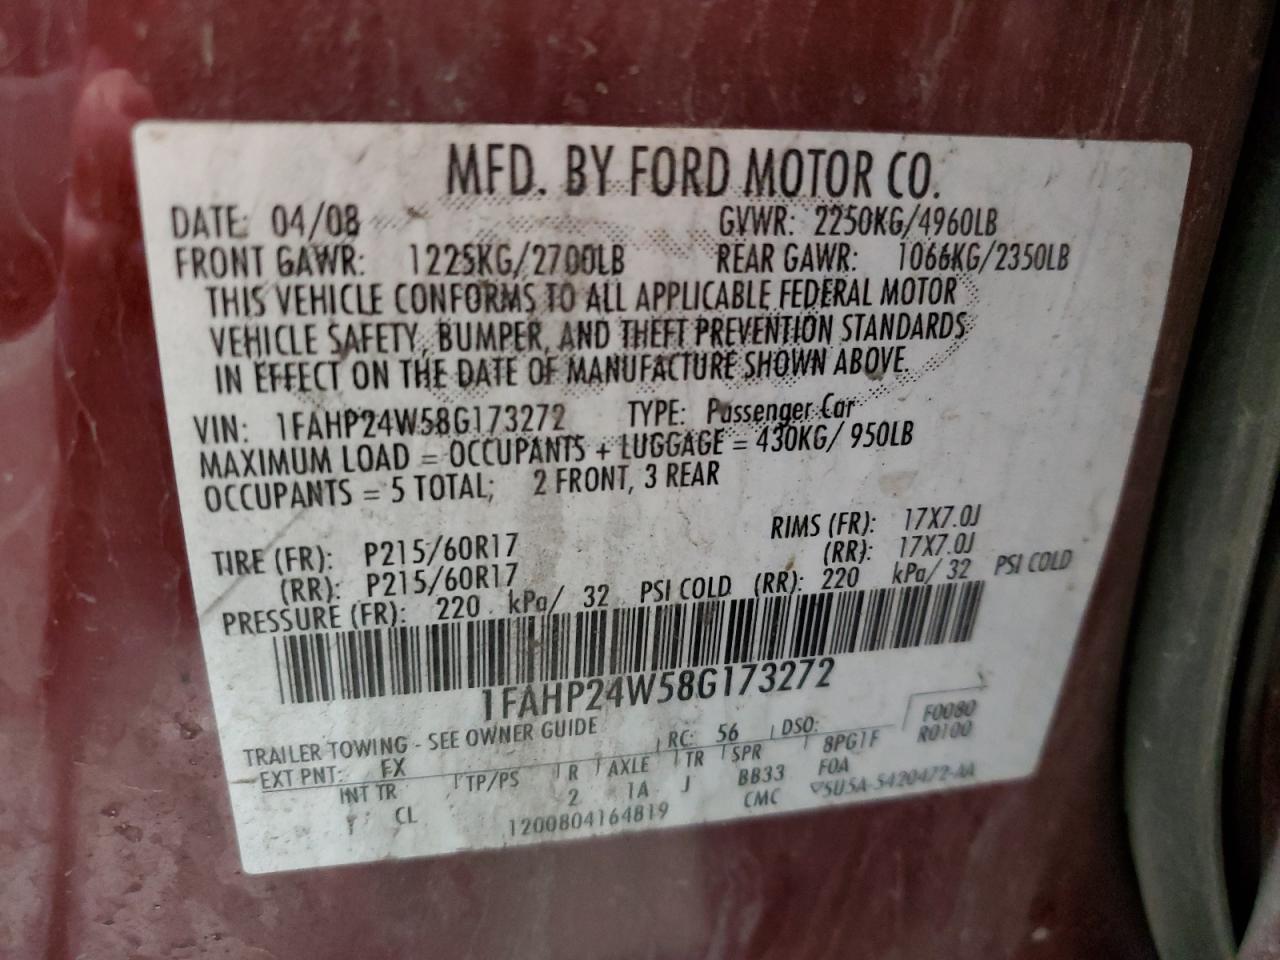 MFD. BY FORD MOTOR CO.
DATE: 04/08 GVWR: 2250KG/4960LB
FRONT GAWR: 1225KG/2700LB REAR GAWR: 1066KG/2350LB
THIS VEHICLE CONFORMS TO ALL APPLICABLE FEDERAL MOTOR
VEHICLE SAFETY, BUMPER, AND THEFT PREVENTION STANDARDS
IN EFFECT ON THE DATE OF MANUFACTURE SHOWN ABOVE.
VIN: 1FAHP24W58G173272 TYPE: Passenger Car
MAXIMUM LOAD = OCCUPANTS + LUGGAGE = 430KG/ 950LB
OCCUPANTS = 5 TOTAL; 2 FRONT, 3 REAR
RIMS (FR): 17X7.0J
TIRE (FR): P215/60R17 (RR): 17X7.0J
(RR): P215/60R17
PRESSURE (FR): 220 kPa/ 32 PSI COLD (RR): 220 kPa/ 32 PSI COLD
1FAHP24W58G173272
TRAILER TOWING - SEE OWNER GUIDE RC: 56 DSO: F0080
EXT PNT: FX 8PG1F R0100
INT TR TP/PS R AXLE TR SPR FOA
Y CL 2 1A J BB33 5U5A-5420472-AA
1200804164819 CMC